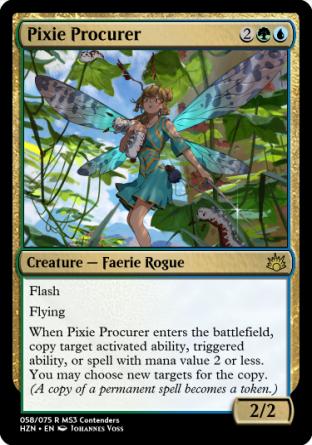 Pixie Procurer 2
Creature — Faerie Rogue
Flash
Flying
When Pixie Procurer enters the battlefield,
copy target activated ability, triggered
ability, or spell with mana value 2 or less.
You may choose new targets for the copy.
(A copy of a permanent spell becomes a token.)
2/2
058/075 R MS3 Contenders
HZN • EN Johannes Voss